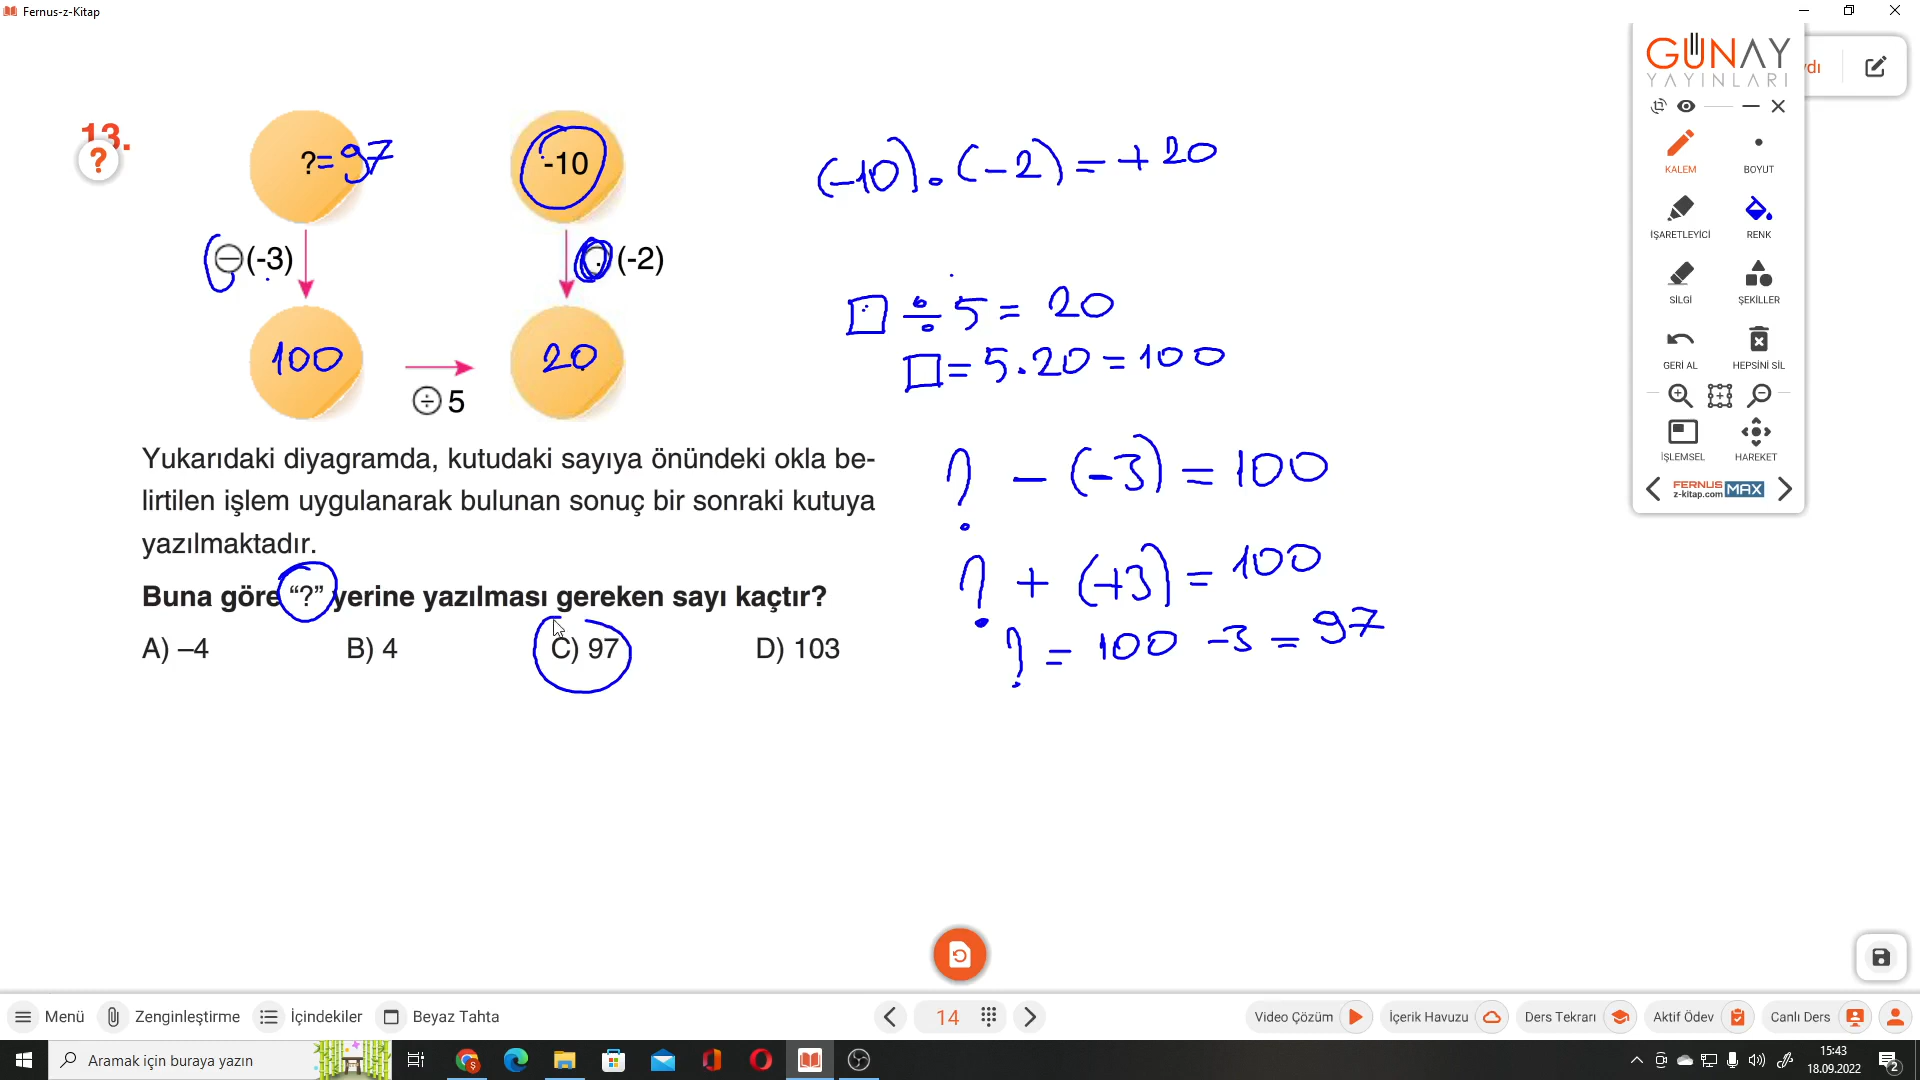 Fernus-z-Kitap
GÜNAY
YAYINLARI
ydı
KALEM
BOYUT
İŞARETLEYİCİ
RENK
SİLGİ
ŞEKİLLER
GERİ AL
HEPSİNİ SİL
İŞLEMSEL
HAREKET
FERNUS
z-kitap.com MAX
13.
?
?=97
-10
(-10).(-2)=+20
−(-3)
. (-2)
□ ÷ 5 = 20
100
20
□=5.20=100
÷ 5
Yukarıdaki diyagramda, kutudaki sayıya önündeki okla be-
lirtilen işlem uygulanarak bulunan sonuç bir sonraki kutuya
yazılmaktadır.
? - (-3) = 100
? + (+3) = 100
Buna göre “?” yerine yazılması gereken sayı kaçtır?
? = 100 -3 = 97
A) –4
B) 4
C) 97
D) 103
Menü
Zenginleştirme
İçindekiler
Beyaz Tahta
14
Video Çözüm
İçerik Havuzu
Ders Tekrarı
Aktif Ödev
Canlı Ders
Aramak için buraya yazın
15:43
18.09.2022
2